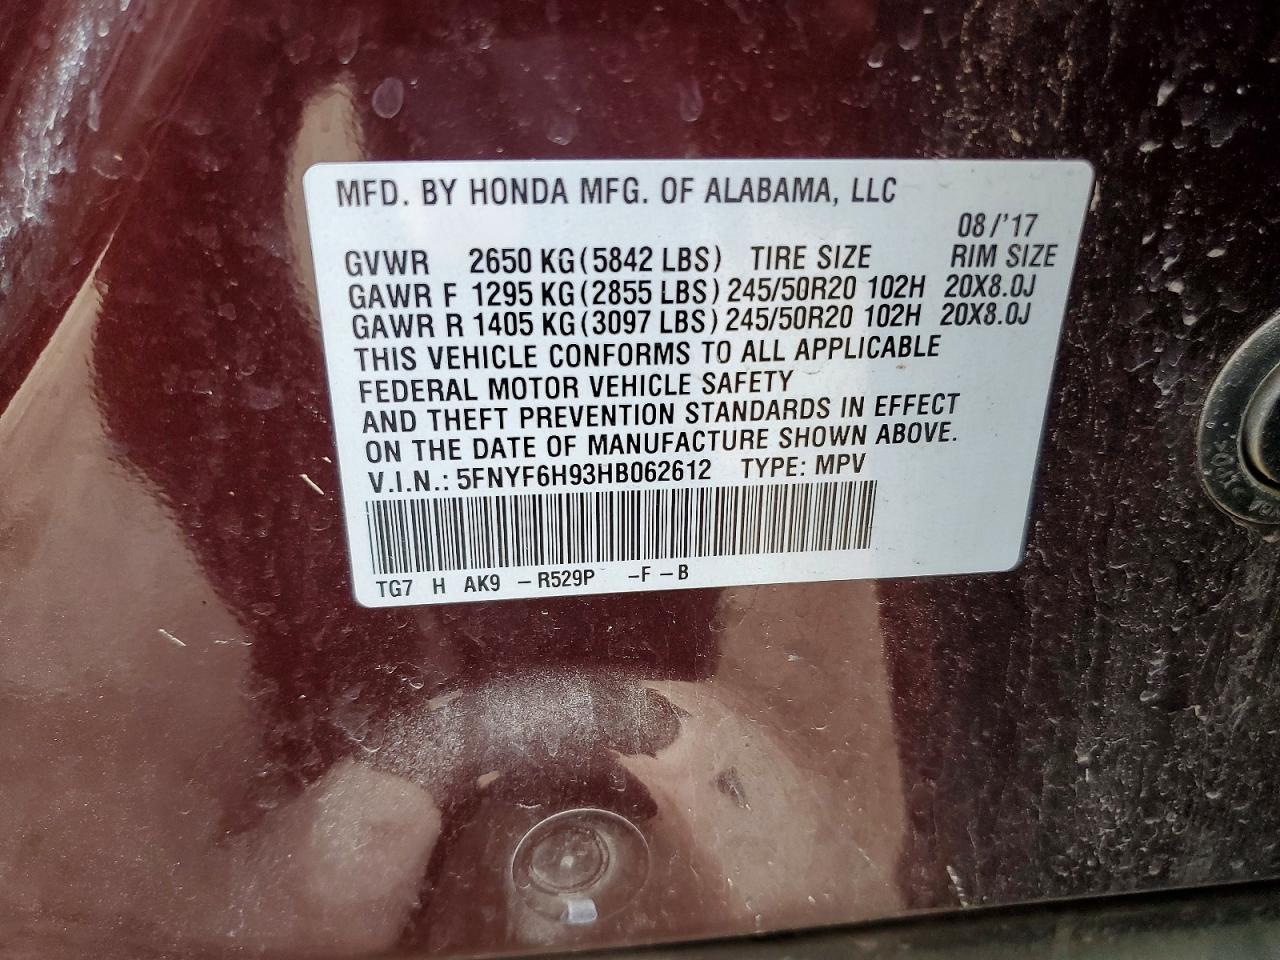 MFD. BY HONDA MFG. OF ALABAMA, LLC
08/'17
GVWR 2650 KG (5842 LBS) TIRE SIZE RIM SIZE
GAWR F 1295 KG (2855 LBS) 245/50R20 102H 20X8.0J
GAWR R 1405 KG (3097 LBS) 245/50R20 102H 20X8.0J
THIS VEHICLE CONFORMS TO ALL APPLICABLE
FEDERAL MOTOR VEHICLE SAFETY
AND THEFT PREVENTION STANDARDS IN EFFECT
ON THE DATE OF MANUFACTURE SHOWN ABOVE.
V.I.N.: 5FNYF6H93HB062612 TYPE: MPV
TG7 H AK9 – R529P –F –B